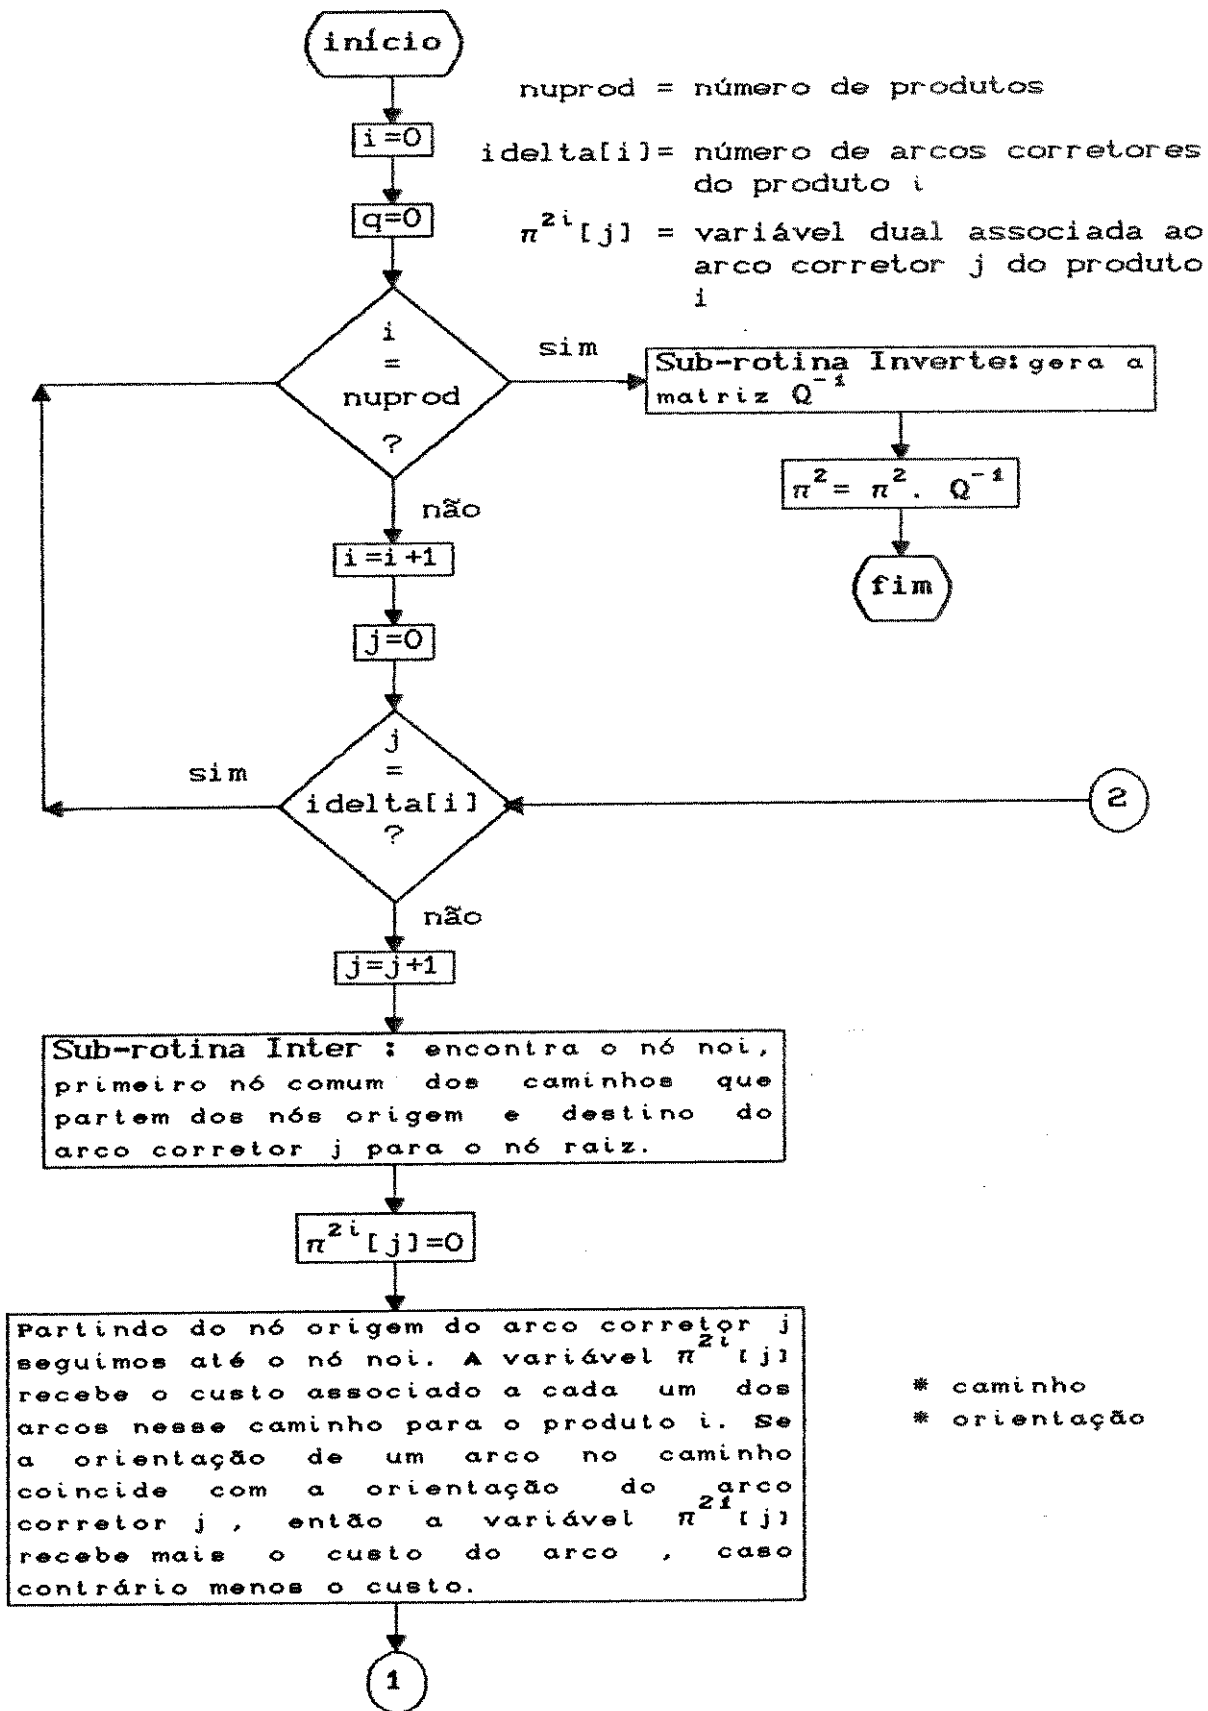 início
nuprod = número de produtos
i=0
idelta[i]= número de arcos corretores
do produto i
q=0
π²ⁱ[j] = variável dual associada ao
arco corretor j do produto
i
i
=
nuprod
?
sim
Sub-rotina Inverte: gera a
matriz Q⁻¹
π²= π². Q⁻¹
fim
não
i=i+1
j=0
j
=
idelta[i]
?
sim
2
não
j=j+1
Sub-rotina Inter : encontra o nó noi,
primeiro nó comum dos caminhos que
partem dos nós origem e destino do
arco corretor j para o nó raiz.
π²ⁱ[j]=0
Partindo do nó origem do arco corretor j
seguimos até o nó noi. A variável π²ⁱ[j]
recebe o custo associado a cada um dos
arcos nesse caminho para o produto i. Se
a orientação de um arco no caminho
coincide com a orientação do arco
corretor j , então a variável π²ⁱ[j]
recebe mais o custo do arco , caso
contrário menos o custo.
* caminho
* orientação
1